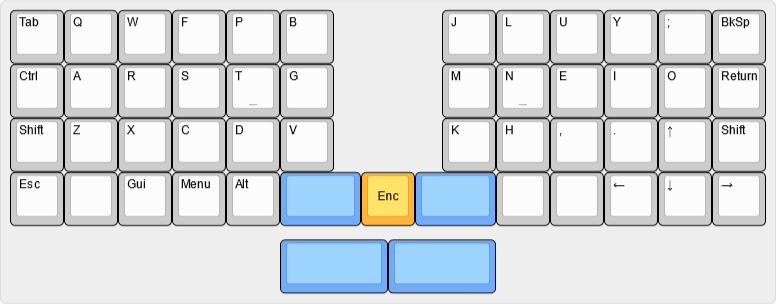 Tab Q W F P B J L U Y ; BkSp
Ctrl A R S T _ G M N _ E I O Return
Shift Z X C D V K H , . ↑ Shift
Esc Gui Menu Alt Enc ← ↓ →